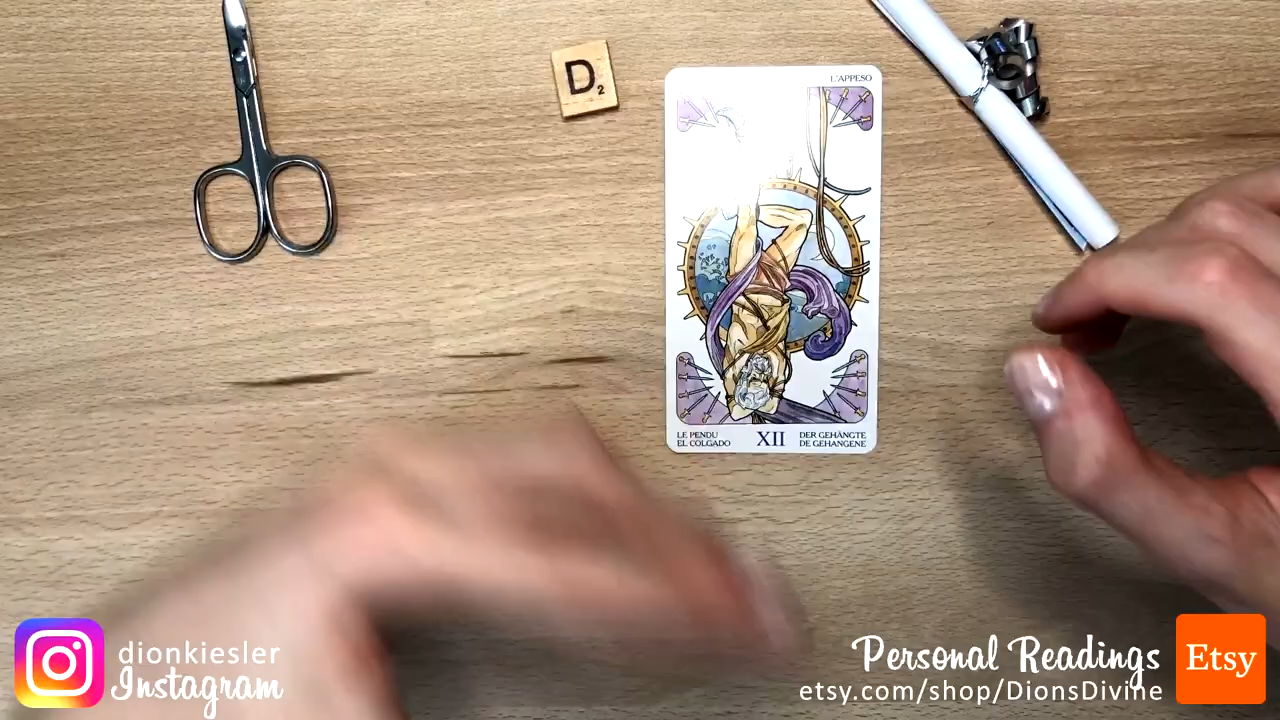 D2
L'APPESO
LE PENDU
EL COLGADO
XII
DER GEHÄNGTE
DE GEHANGENE
dionkiesler
Instagram
Personal Readings
etsy.com/shop/DionsDivine
Etsy